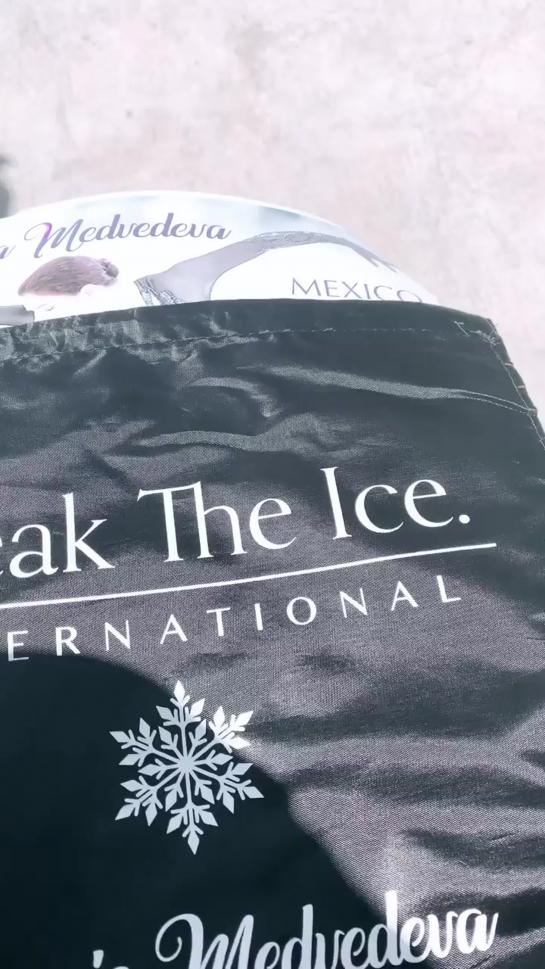 a Medvedeva
MEXICO
eak The Ice.
ERNATIONAL
Medvedeva